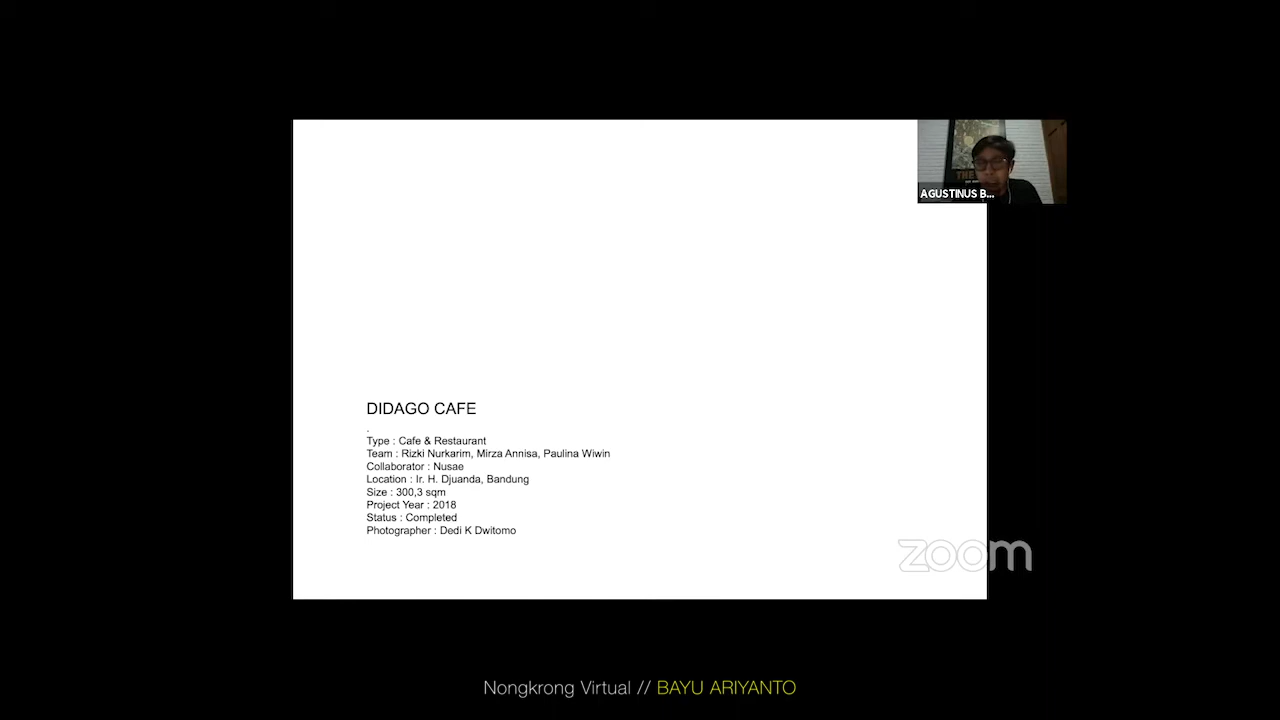 THE
AGUSTINUS B...
DIDAGO CAFE
.
Type : Cafe & Restaurant
Team : Rizki Nurkarim, Mirza Annisa, Paulina Wiwin
Collaborator : Nusae
Location : Ir. H. Djuanda, Bandung
Size : 300,3 sqm
Project Year : 2018
Status : Completed
Photographer : Dedi K Dwitomo
zoom
Nongkrong Virtual // BAYU ARIYANTO